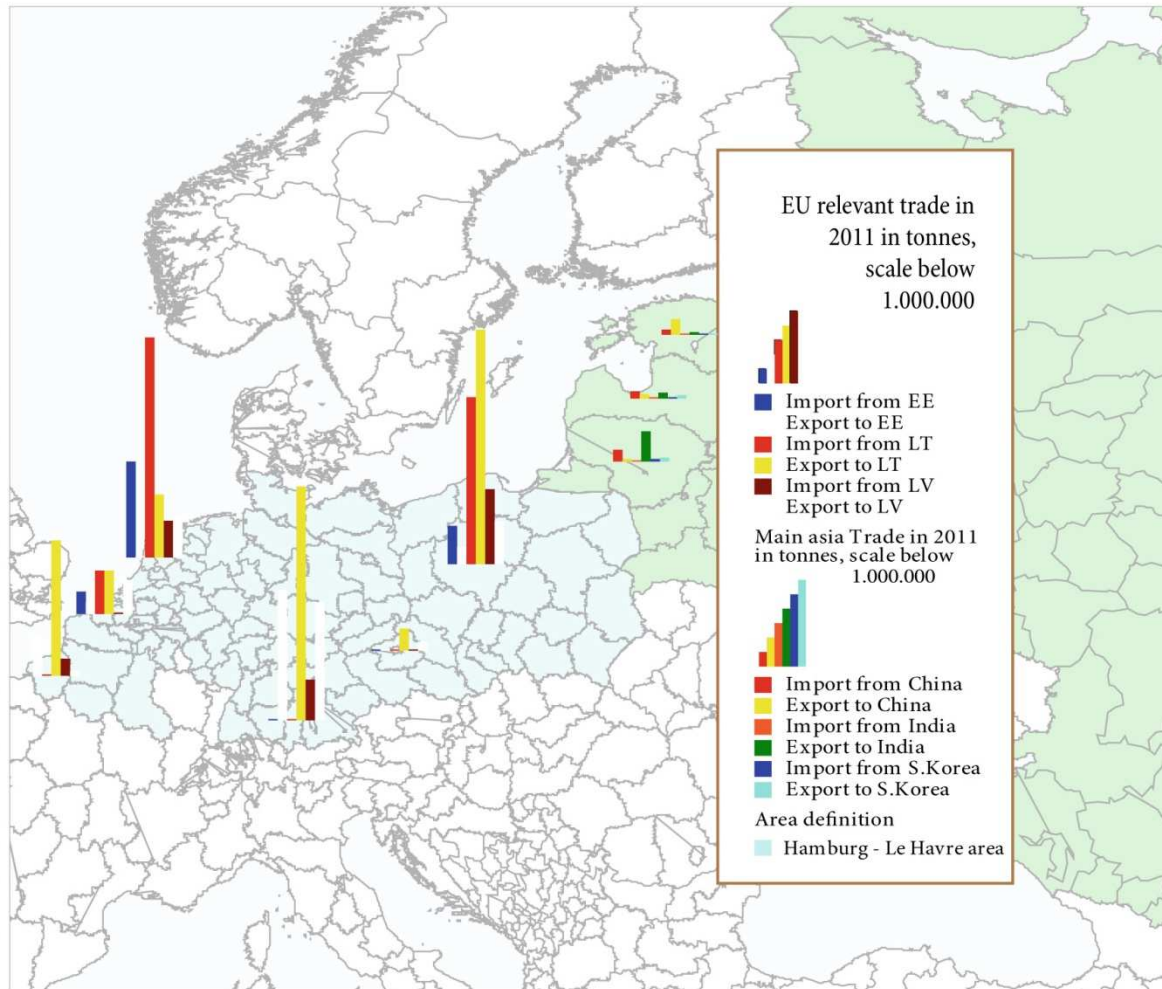 EU relevant trade in
2011 in tonnes,
scale below
1.000.000
Import from EE
Export to EE
Import from LT
Export to LT
Import from LV
Export to LV
Main asia Trade in 2011
in tonnes, scale below
1.000.000
Import from China
Export to China
Import from India
Export to India
Import from S.Korea
Export to S.Korea
Area definition
Hamburg - Le Havre area